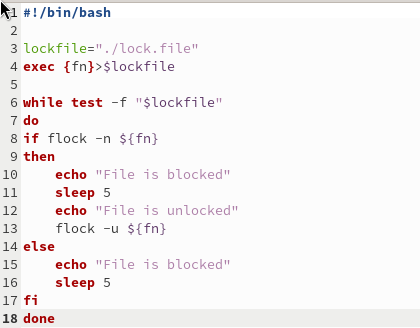 1 #!/bin/bash
2
3 lockfile="./lock.file"
4 exec {fn}>$lockfile
5
6 while test -f "$lockfile"
7 do
8 if flock -n ${fn}
9 then
10     echo "File is blocked"
11     sleep 5
12     echo "File is unlocked"
13     flock -u ${fn}
14 else
15     echo "File is blocked"
16     sleep 5
17 fi
18 done